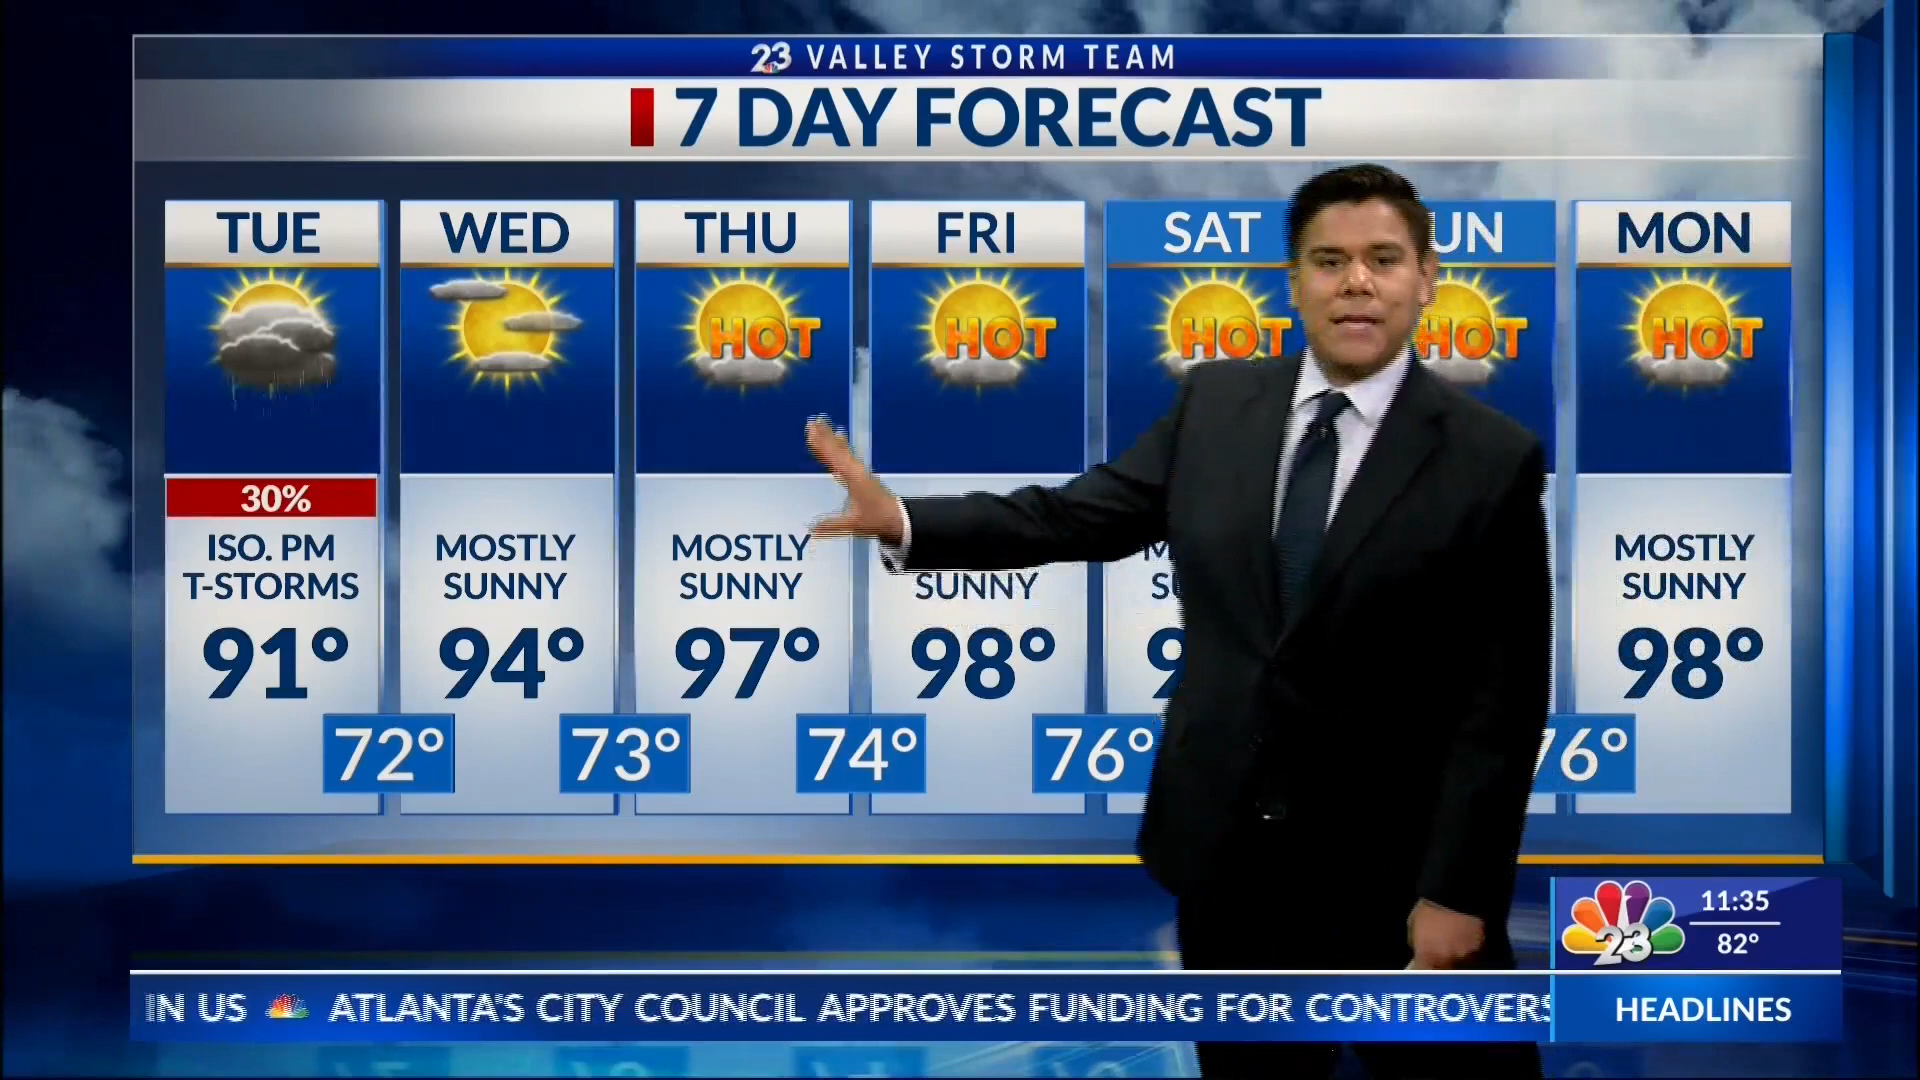 23 VALLEY STORM TEAM
7 DAY FORECAST
TUE
WED
THU
FRI
SAT
MON
HOT
HOT
HOT
HOT
HOT
30%
ISO. PM
T-STORMS
91°
MOSTLY
SUNNY
94°
MOSTLY
SUNNY
97°
SUNNY
98°
MOSTLY
SUNNY
98°
72°
73°
74°
76°
76°
23
11:35
82°
IN US ATLANTA'S CITY COUNCIL APPROVES FUNDING FOR
HEADLINES